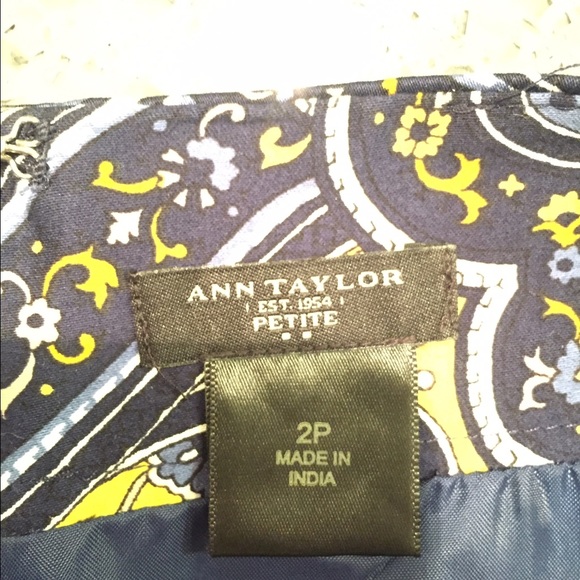 ANN TAYLOR
EST. 1954
PETITE
2P
MADE IN
INDIA